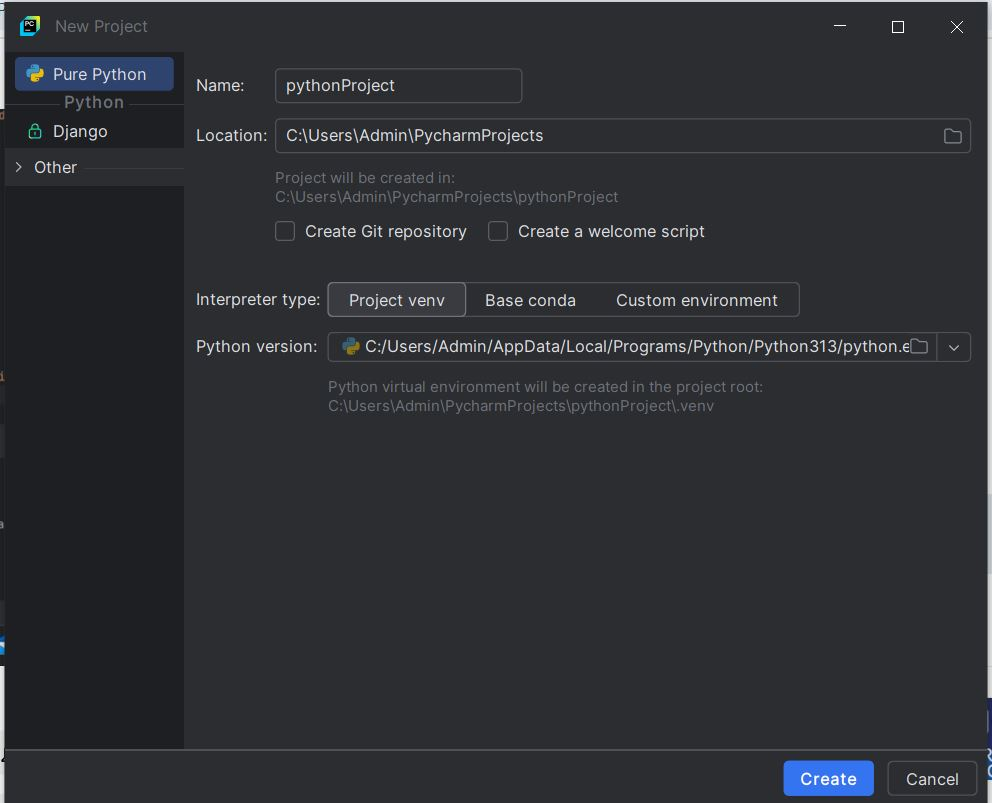 New Project
Pure Python
Python
Django
Other
Name: pythonProject
Location: C:\Users\Admin\PycharmProjects
Project will be created in:
C:\Users\Admin\PycharmProjects\pythonProject
Create Git repository Create a welcome script
Interpreter type: Project venv Base conda Custom environment
Python version: C:/Users/Admin/AppData/Local/Programs/Python/Python313/python.e
Python virtual environment will be created in the project root:
C:\Users\Admin\PycharmProjects\pythonProject\.venv
Create Cancel